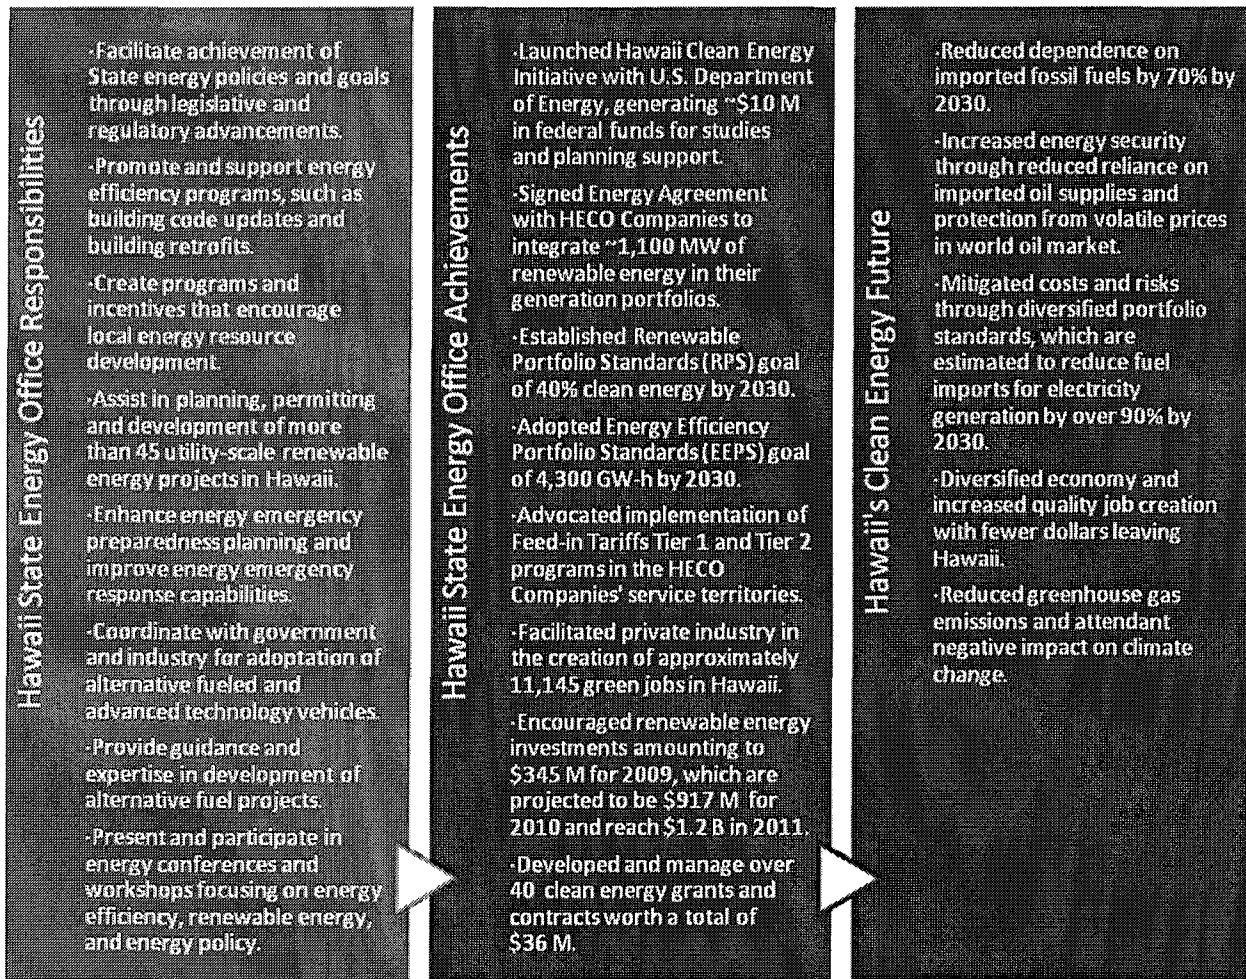 Hawaii State Energy Office Responsibilities
·Facilitate achievement of
State energy policies and goals
through legislative and
regulatory advancements.
·Promote and support energy
efficiency programs, such as
building code updates and
building retrofits.
·Create programs and
incentives that encourage
local energy resource
development.
·Assist in planning, permitting
and development of more
than 45 utility-scale renewable
energy projects in Hawaii.
·Enhance energy emergency
preparedness planning and
improve energy emergency
response capabilities.
·Coordinate with government
and industry for adoptation of
alternative fueled and
advanced technology vehicles.
·Provide guidance and
expertise in development of
alternative fuel projects.
·Present and participate in
energy conferences and
workshops focusing on energy
efficiency, renewable energy,
and energy policy.
Hawaii State Energy Office Achievements
·Launched Hawaii Clean Energy
Initiative with U.S. Department
of Energy, generating ~$10 M
in federal funds for studies
and planning support.
·Signed Energy Agreement
with HECO Companies to
integrate ~1,100 MW of
renewable energy in their
generation portfolios.
·Established Renewable
Portfolio Standards (RPS) goal
of 40% clean energy by 2030.
·Adopted Energy Efficiency
Portfolio Standards (EEPS) goal
of 4,300 GW-h by 2030.
·Advocated implementation of
Feed-in Tariffs Tier 1 and Tier 2
programs in the HECO
Companies' service territories.
·Facilitated private industry in
the creation of approximately
11,145 green jobs in Hawaii.
·Encouraged renewable energy
investments amounting to
$345 M for 2009, which are
projected to be $917 M for
2010 and reach $1.2 B in 2011.
·Developed and manage over
40 clean energy grants and
contracts worth a total of
$36 M.
Hawaii's Clean Energy Future
·Reduced dependence on
imported fossil fuels by 70% by
2030.
·Increased energy security
through reduced reliance on
imported oil supplies and
protection from volatile prices
in world oil market.
·Mitigated costs and risks
through diversified portfolio
standards, which are
estimated to reduce fuel
imports for electricity
generation by over 90% by
2030.
·Diversified economy and
increased quality job creation
with fewer dollars leaving
Hawaii.
·Reduced greenhouse gas
emissions and attendant
negative impact on climate
change.